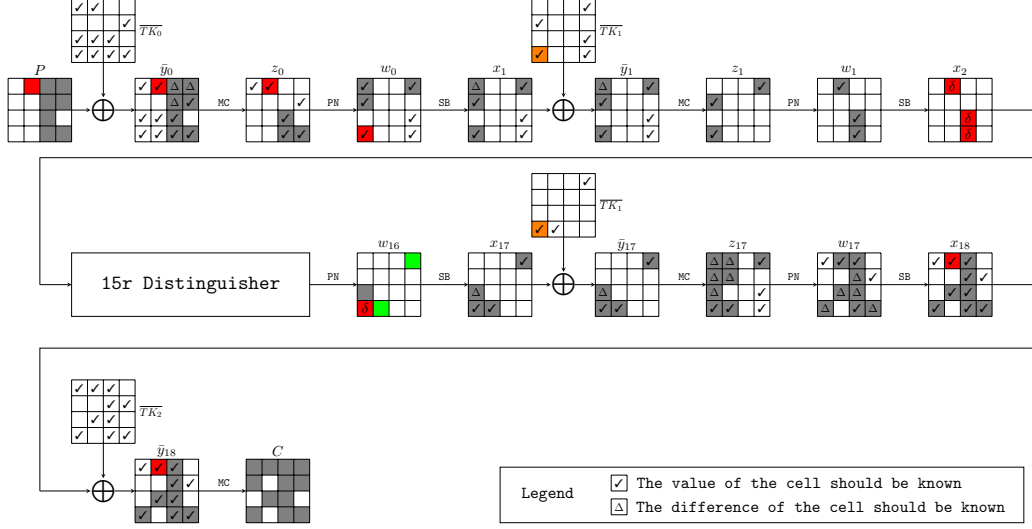 TK₀
TK₁
P ȳ₀ z₀ w₀ x₁ ȳ₁ z₁ w₁ x₂
✓ ✓
✓
✓ ✓ ✓
✓ ✓ ✓ ✓
✓
✓
✓
✓ ✓
✓ ✓ Δ Δ
Δ ✓
✓ ✓ ✓
✓ ✓ ✓ ✓
✓ ✓
✓
✓
✓ ✓
✓ ✓
✓
✓
✓ ✓
Δ ✓
✓
✓
✓ ✓
Δ ✓
✓
✓
✓ ✓
✓
✓
✓
✓
✓
✓
δ
δ
δ
MC PN SB MC PN SB
TK₁
w₁₆ x₁₇ ȳ₁₇ z₁₇ w₁₇ x₁₈
✓
✓ ✓
15r Distinguisher
δ
✓
Δ
✓ ✓
✓
Δ
✓ ✓
Δ Δ ✓
Δ Δ
Δ ✓
✓ ✓ ✓
✓ ✓ ✓
Δ ✓
Δ Δ Δ
Δ ✓ Δ
✓ ✓ ✓
✓ ✓
✓ ✓
✓ ✓ ✓
PN SB MC PN SB
TK₂
ȳ₁₈ C
✓ ✓ ✓
✓ ✓
✓ ✓
✓ ✓ ✓
✓ ✓ ✓
✓ ✓
✓ ✓
✓ ✓ ✓
MC
Legend
✓ The value of the cell should be known
Δ The difference of the cell should be known